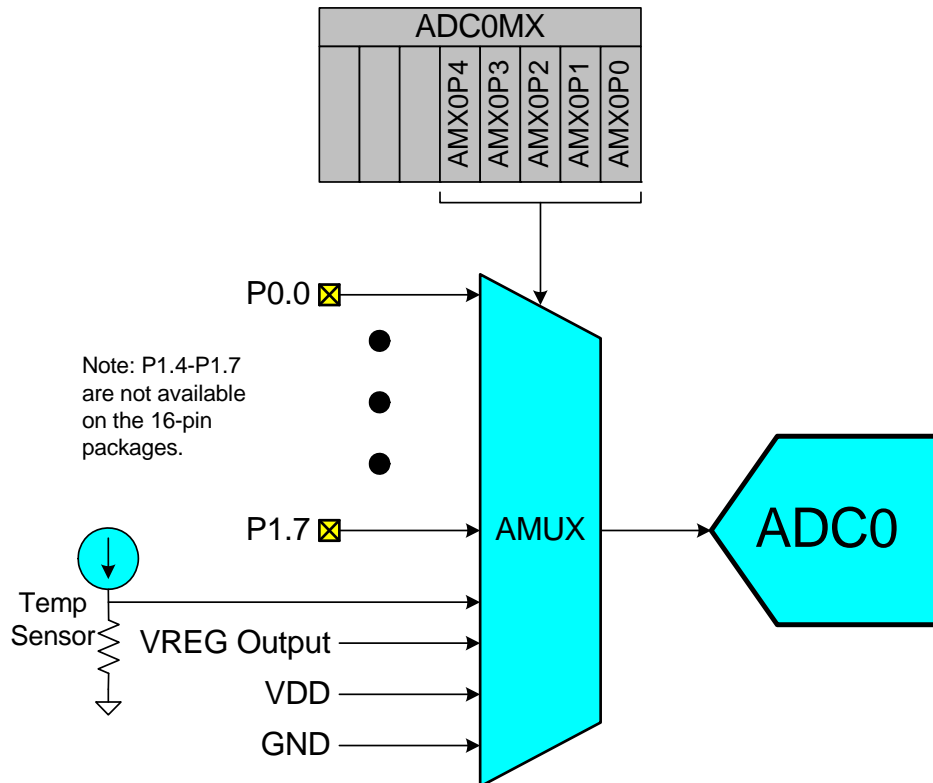 ADC0MX
AMX0P4
AMX0P3
AMX0P2
AMX0P1
AMX0P0
P0.0
Note: P1.4-P1.7
are not available
on the 16-pin
packages.
P1.7
AMUX
ADC0
Temp
Sensor
VREG Output
VDD
GND